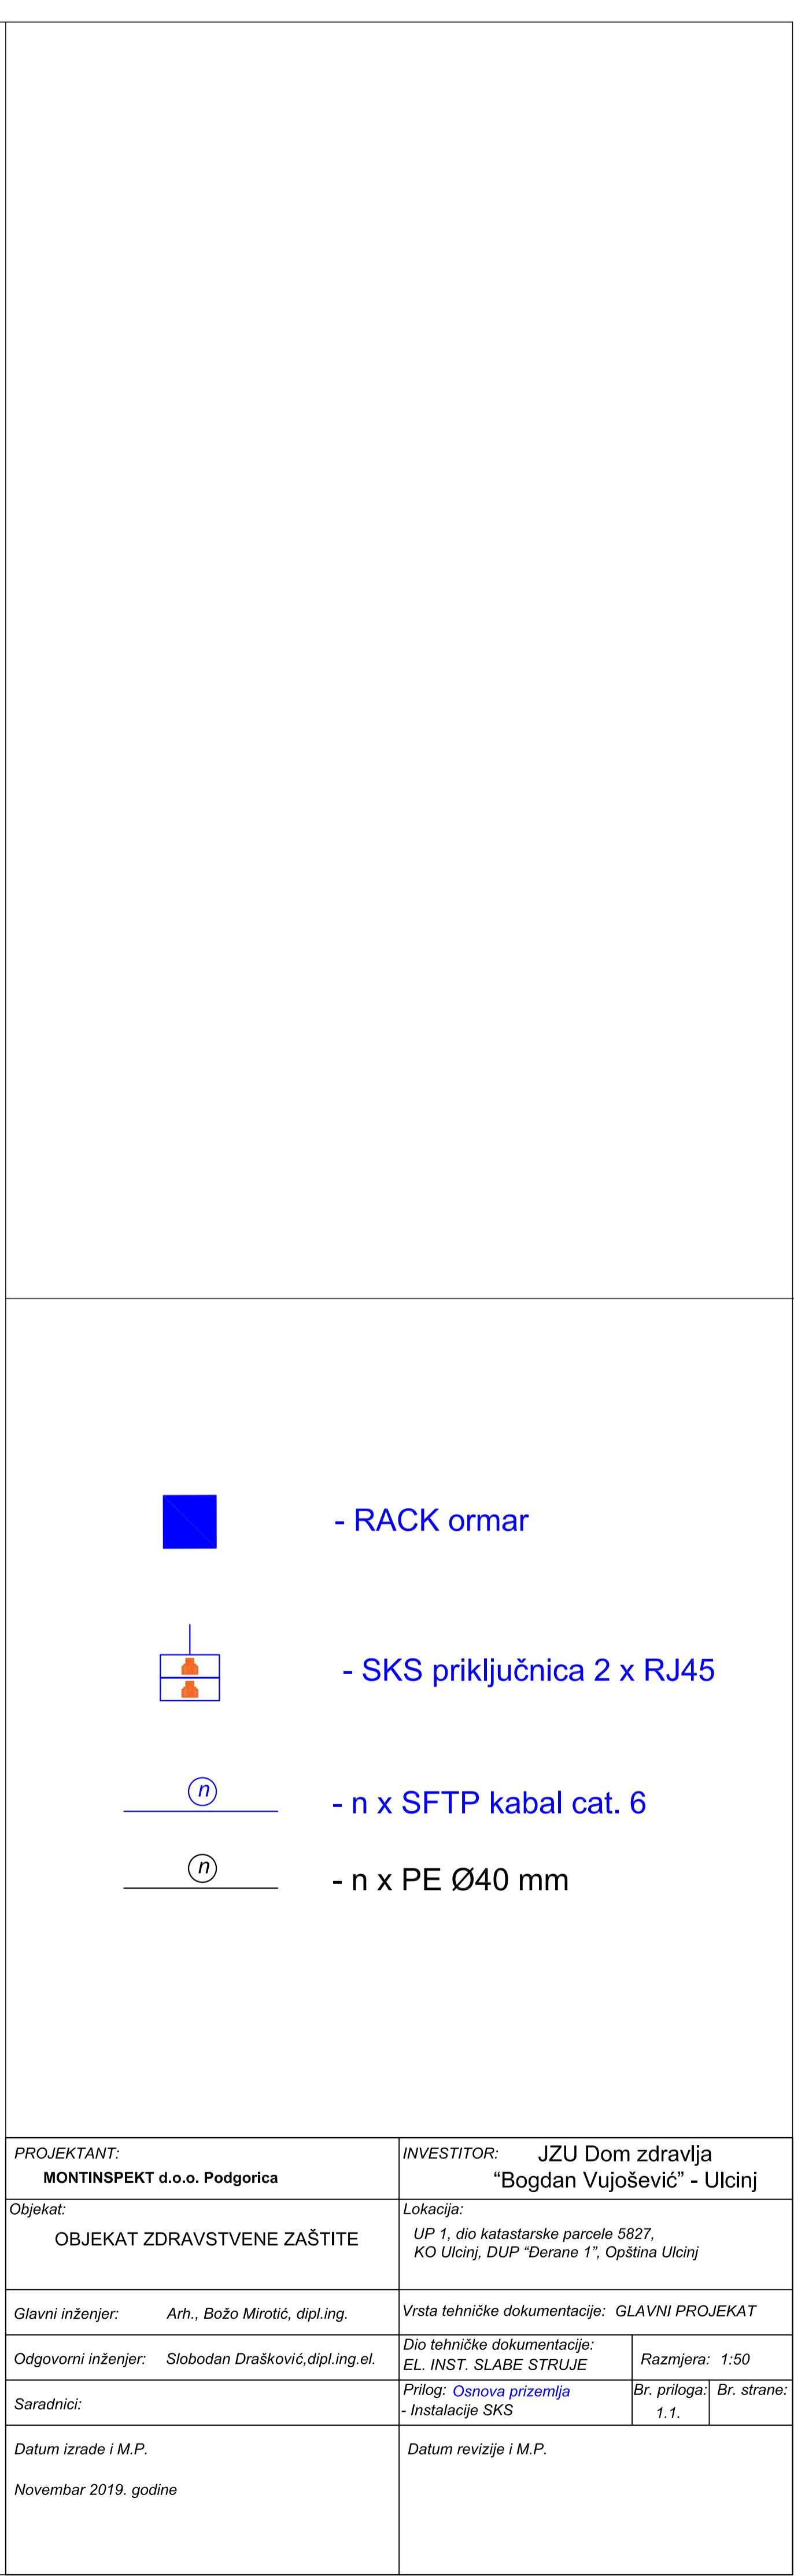 - RACK ormar
- SKS priključnica 2 x RJ45
n
- n x SFTP kabal cat. 6
n
- n x PE Ø40 mm
PROJEKTANT:
MONTINSPEKT d.o.o. Podgorica
INVESTITOR: JZU Dom zdravlja
“Bogdan Vujošević” - Ulcinj
Objekat:
OBJEKAT ZDRAVSTVENE ZAŠTITE
Lokacija:
UP 1, dio katastarske parcele 5827,
KO Ulcinj, DUP “Đerane 1”, Opština Ulcinj
Glavni inženjer: Arh., Božo Mirotić, dipl.ing.
Vrsta tehničke dokumentacije: GLAVNI PROJEKAT
Odgovorni inženjer: Slobodan Drašković,dipl.ing.el.
Dio tehničke dokumentacije:
EL. INST. SLABE STRUJE
Razmjera: 1:50
Saradnici:
Prilog: Osnova prizemlja
- Instalacije SKS
Br. priloga:
1.1.
Br. strane:
Datum izrade i M.P.
Novembar 2019. godine
Datum revizije i M.P.